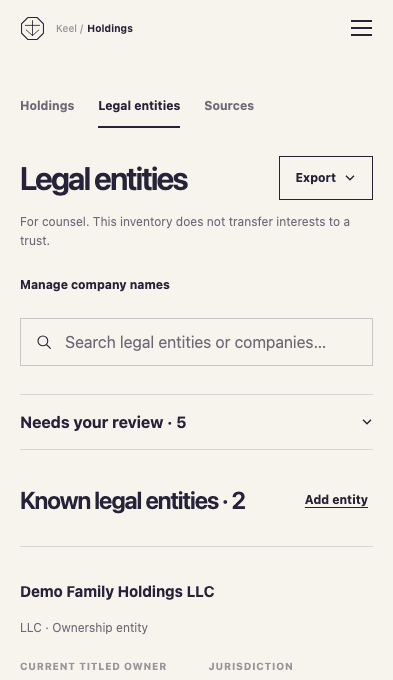 Keel / Holdings
Holdings Legal entities Sources
Legal entities
Export
For counsel. This inventory does not transfer interests to a
trust.
Manage company names
Search legal entities or companies...
Needs your review · 5
Known legal entities · 2
Add entity
Demo Family Holdings LLC
LLC · Ownership entity
CURRENT TITLED OWNER JURISDICTION